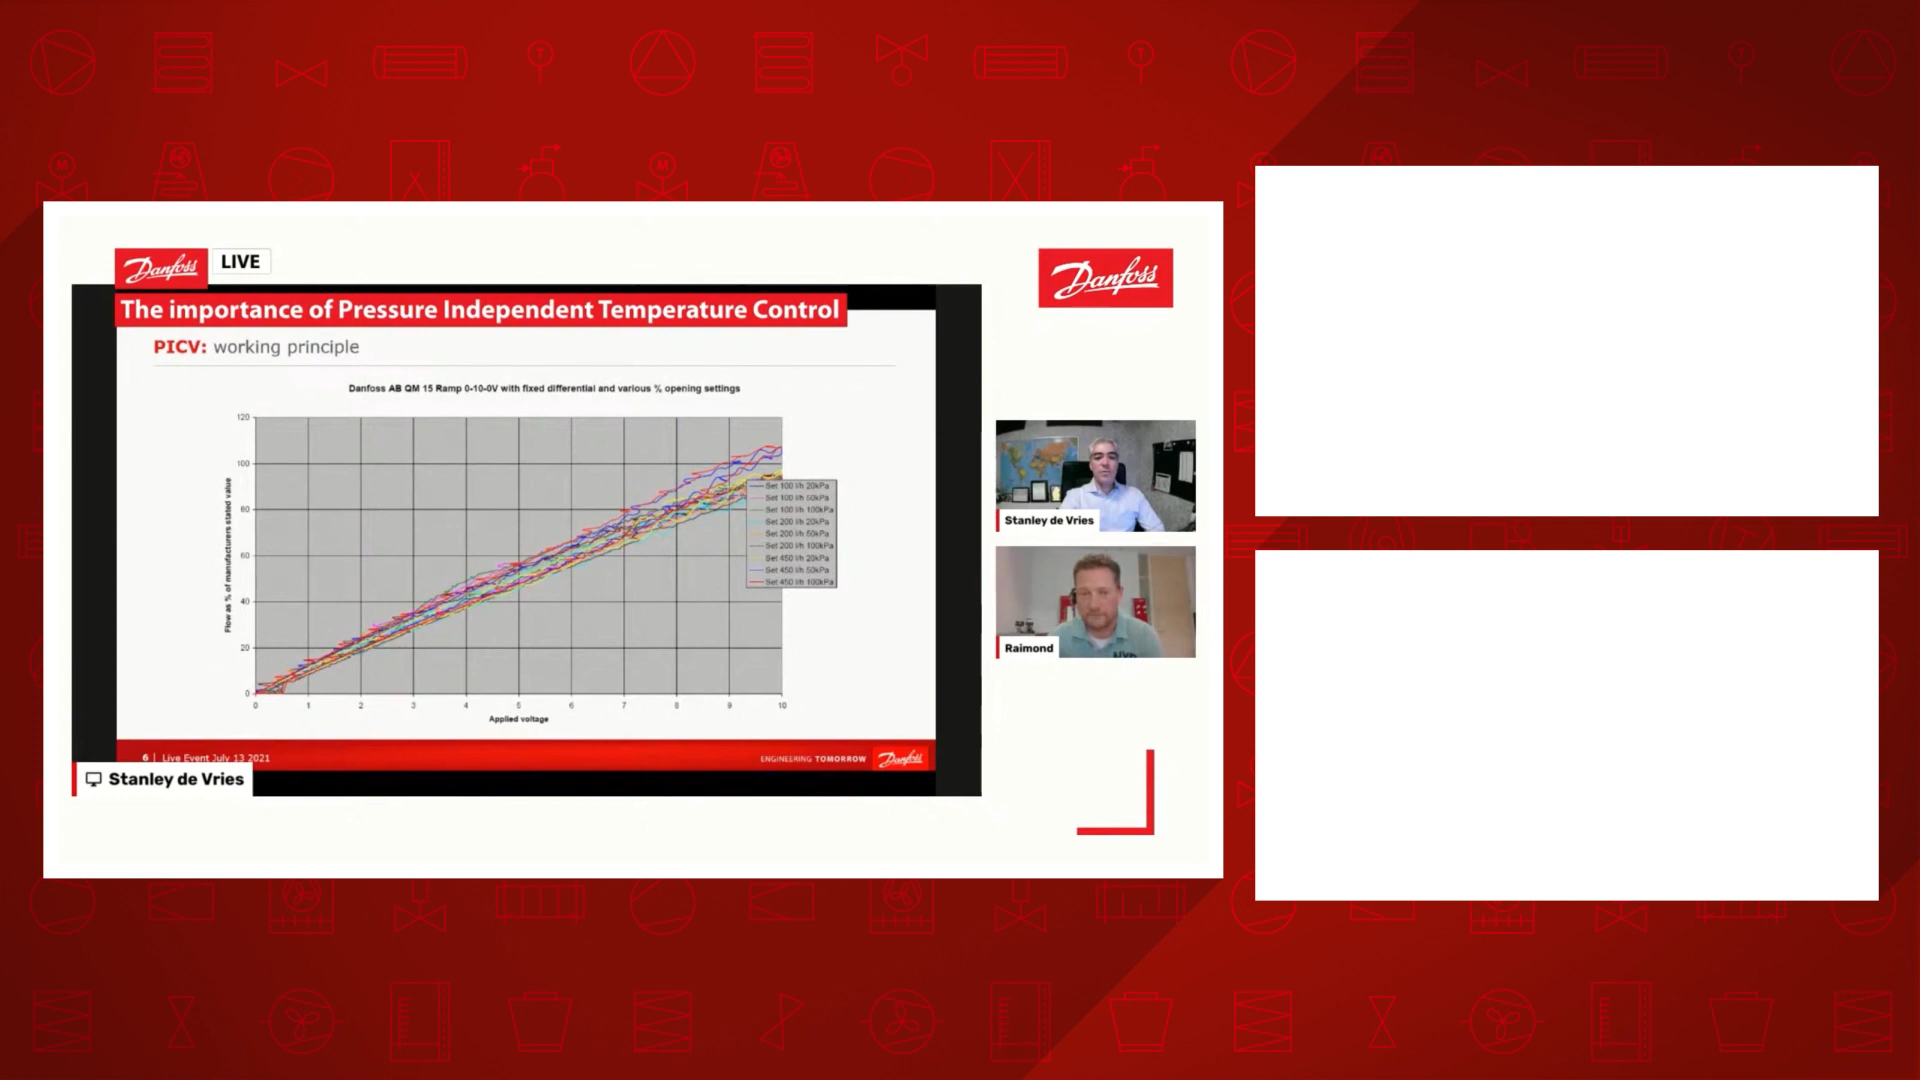 Danfoss
LIVE
Danfoss
The importance of Pressure Independent Temperature Control
PICV: working principle
Danfoss AB QM 15 Ramp 0-10-0V with fixed differential and various % opening settings
Flow as % of manufacturers stated value
120
100
80
60
40
20
0
0 1 2 3 4 5 6 7 8 9 10
Applied voltage
Set 100 l/h 20kPa
Set 100 l/h 50kPa
Set 100 l/h 100kPa
Set 200 l/h 20kPa
Set 200 l/h 50kPa
Set 200 l/h 100kPa
Set 450 l/h 20kPa
Set 450 l/h 50kPa
Set 450 l/h 100kPa
Stanley de Vries
Raimond
6 | Live Event July 13 2021
ENGINEERING TOMORROW
Danfoss
Stanley de Vries